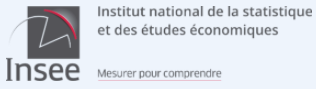 Institut national de la statistique
et des études économiques
Insee
Mesurer pour comprendre